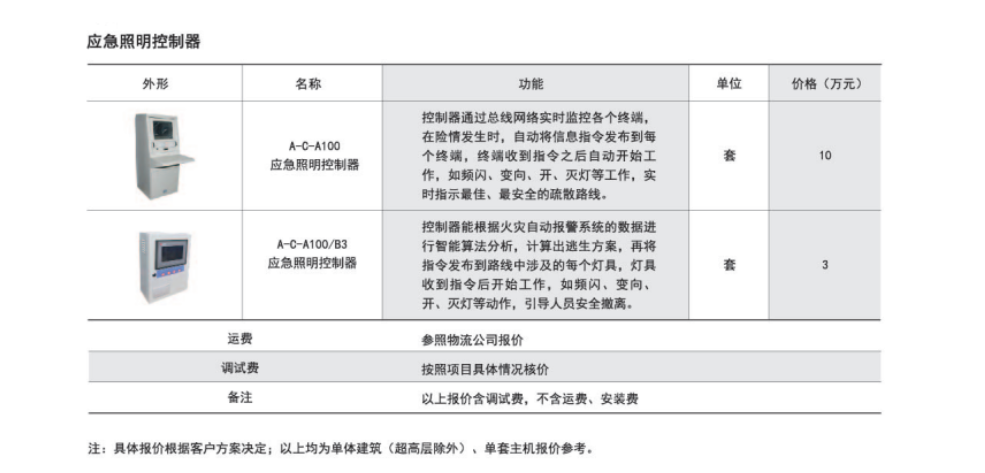 应急照明控制器
外形 名称 功能 单位 价格（万元）
A-C-A100
应急照明控制器
控制器通过总线网络实时监控各个终端，
在险情发生时，自动将信息指令发布到每
个终端，终端收到指令之后自动开始工
作，如频闪、变向、开、灭灯等工作，实
时指示最佳、最安全的疏散路线。
套
10
A-C-A100/B3
应急照明控制器
控制器能根据火灾自动报警系统的数据进
行智能算法分析，计算出逃生方案，再将
指令发布到路线中涉及的每个灯具，灯具
收到指令后开始工作，如频闪、变向、
开、灭灯等动作，引导人员安全撤离。
套
3
运费 参照物流公司报价
调试费 按照项目具体情况核价
备注 以上报价含调试费，不含运费、安装费
注：具体报价根据客户方案决定；以上均为单体建筑（超高层除外）、单套主机报价参考。